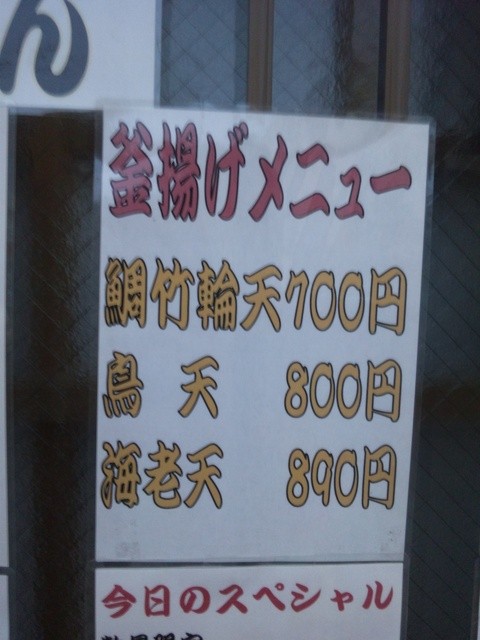 ん
釜揚げメニュー
鯛竹輪天700円
鳥天 800円
海老天 890円
今日のスペシャル